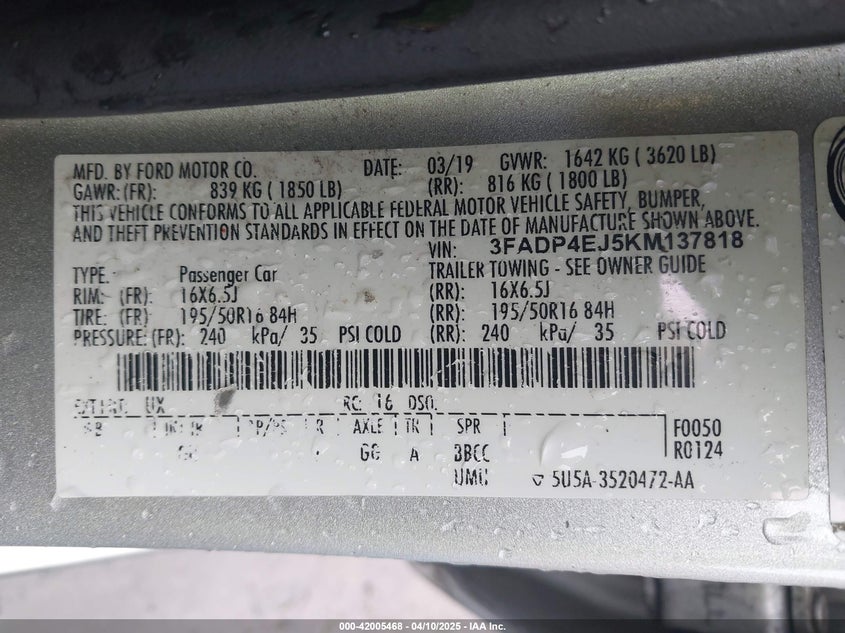 MFD. BY FORD MOTOR CO. DATE: 03/19 GVWR: 1642 KG ( 3620 LB)
GAWR: (FR): 839 KG ( 1850 LB) (RR): 816 KG ( 1800 LB)
THIS VEHICLE CONFORMS TO ALL APPLICABLE FEDERAL MOTOR VEHICLE SAFETY, BUMPER,
AND THEFT PREVENTION STANDARDS IN EFFECT ON THE DATE OF MANUFACTURE SHOWN ABOVE.
VIN: 3FADP4EJ5KM137818
TYPE: Passenger Car TRAILER TOWING - SEE OWNER GUIDE
RIM: (FR): 16X6.5J (RR): 16X6.5J
TIRE: (FR) 195/50R16 84H (RR): 195/50R16 84H
PRESSURE: (FR): 240 kPa/ 35 PSI COLD (RR): 240 kPa/ 35 PSI COLD
EXT PNT: UX RC: 16 DSO:
R AXLE TR SPR F0050
GG A BBCC R0124
UMU 5U5A-3520472-AA
000-42005468 - 04/10/2025 - IAA Inc.